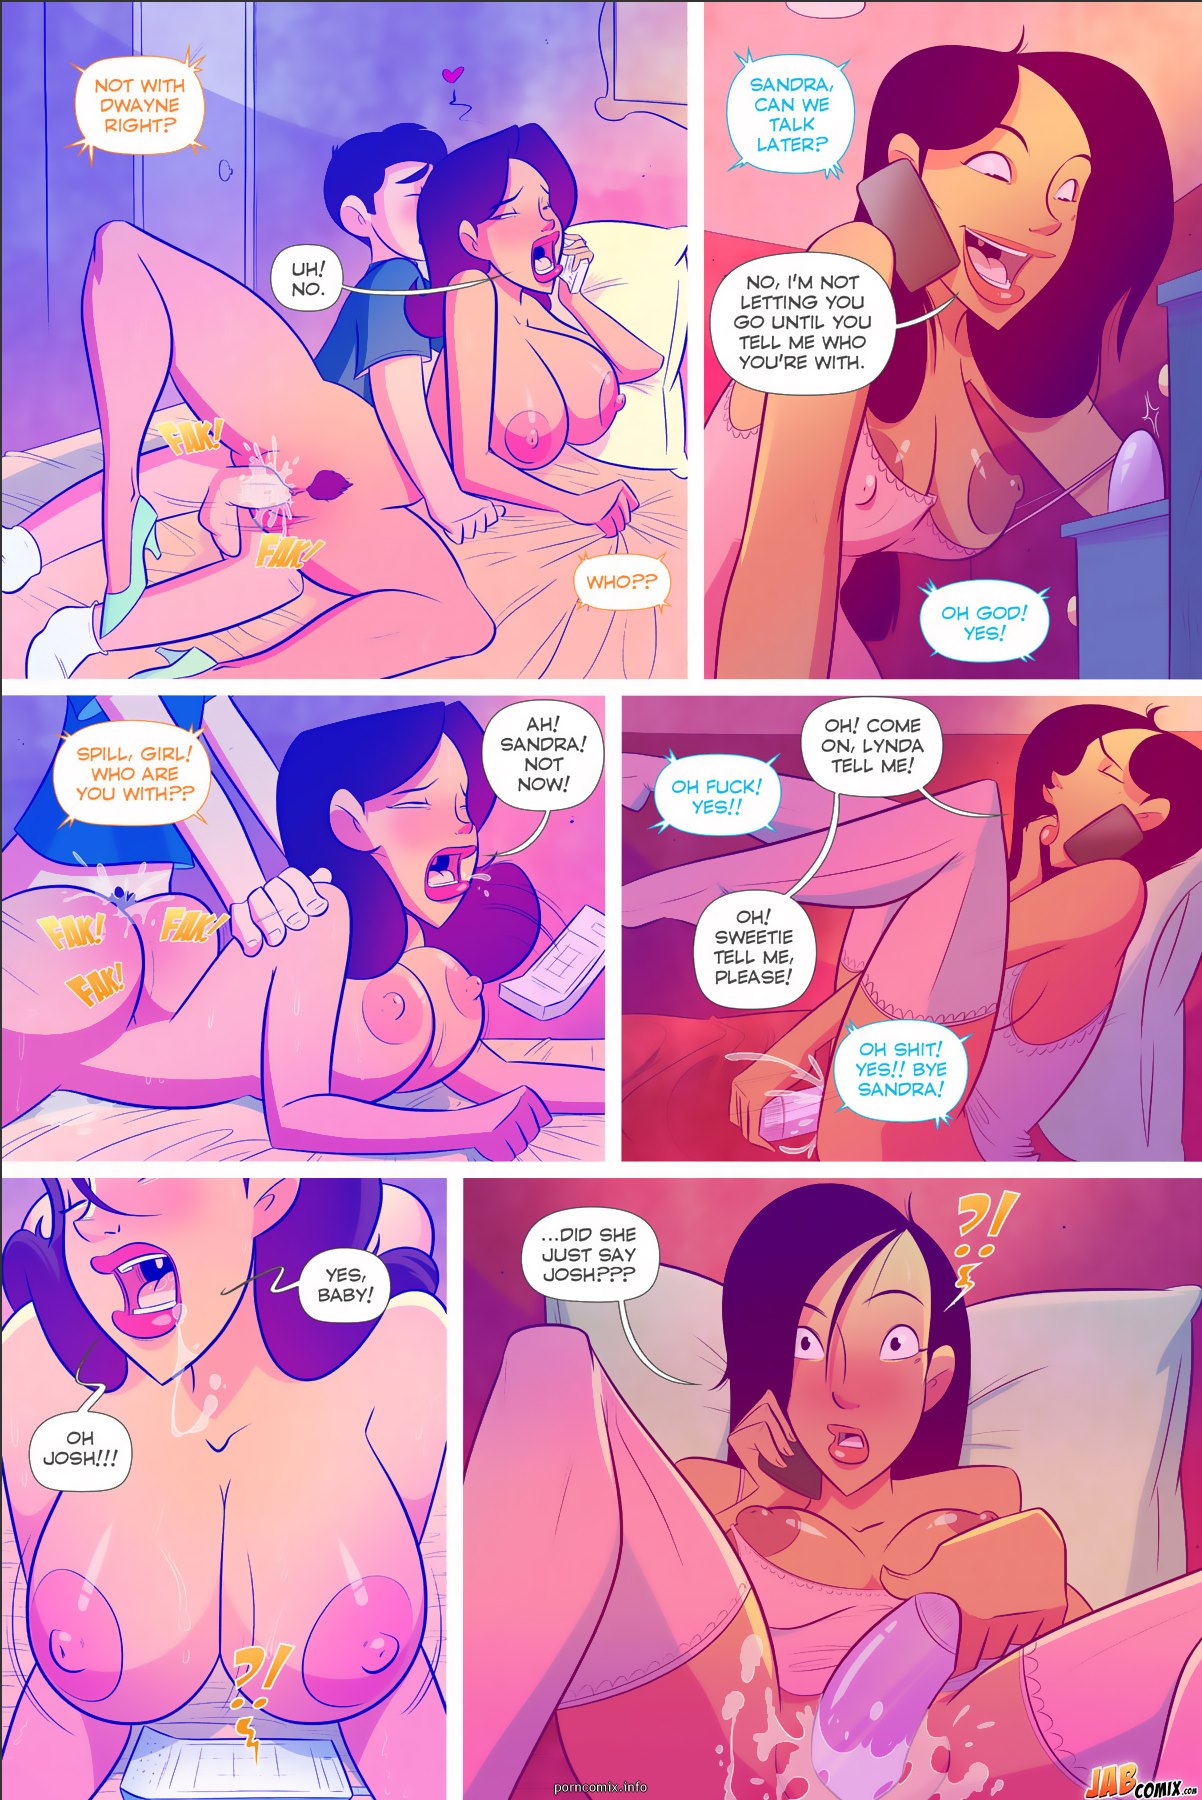 NOT WITH
DWAYNE
RIGHT?
UH!
NO.
FAK!
FAK!
WHO??
SANDRA,
CAN WE
TALK
LATER?
NO, I'M NOT
LETTING YOU
GO UNTIL YOU
TELL ME WHO
YOU'RE WITH.
OH GOD!
YES!
SPILL, GIRL!
WHO ARE
YOU WITH??
AH!
SANDRA!
NOT
NOW!
FAK!
FAK!
FAK!
OH! COME
ON, LYNDA
TELL ME!
OH FUCK!
YES!!
OH!
SWEETIE
TELL ME,
PLEASE!
OH SHIT!
YES!! BYE
SANDRA!
YES,
BABY!
OH
JOSH!!!
?!
...DID SHE
JUST SAY
JOSH???
?!
porncomix.info
JABCOMIX.com